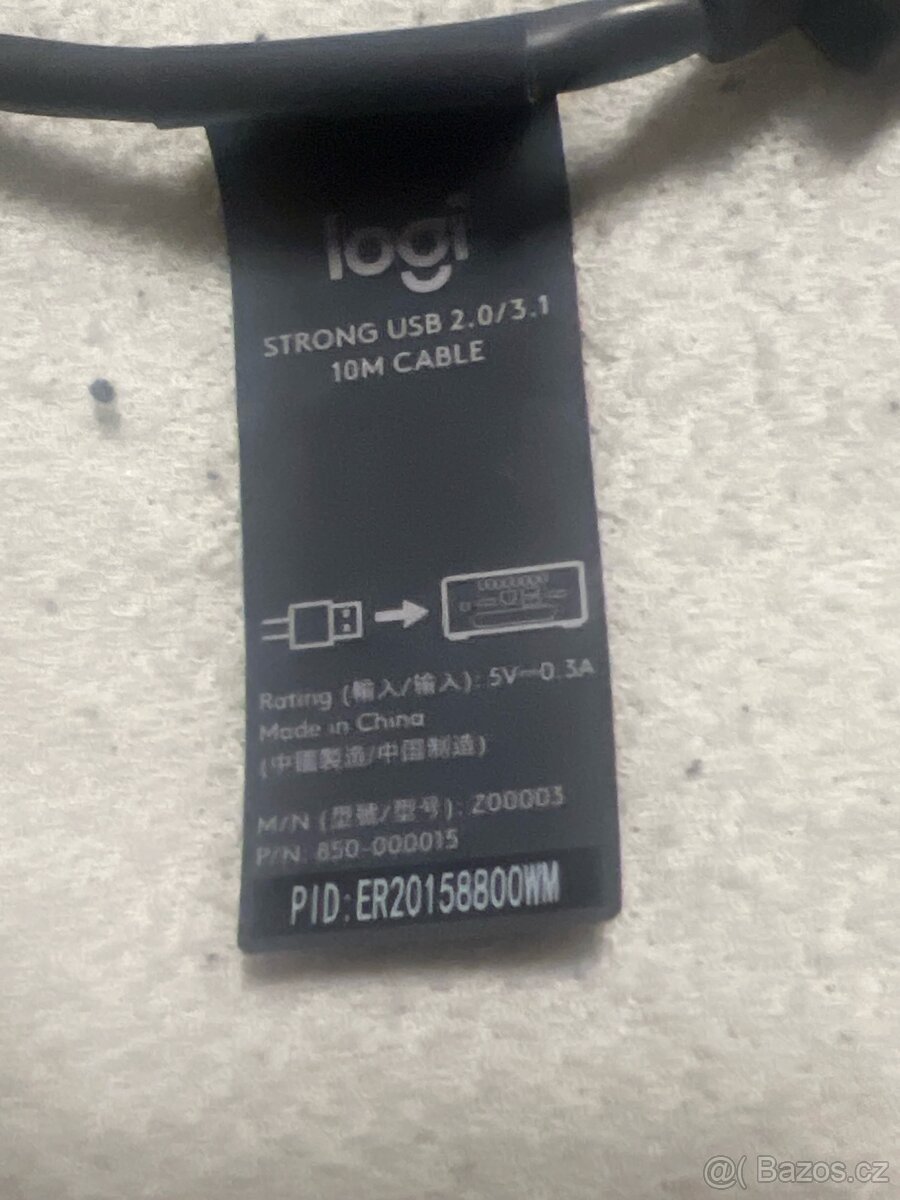 logi
STRONG USB 2.0/3.1
10M CABLE
Rating (輸入/输入): 5V⎓0.3A
Made in China
(中國製造/中国制造)
M/N (型號/型号): Z00003
P/N: 850-000015
PID:ER20158800WM
@( Bazos.cz